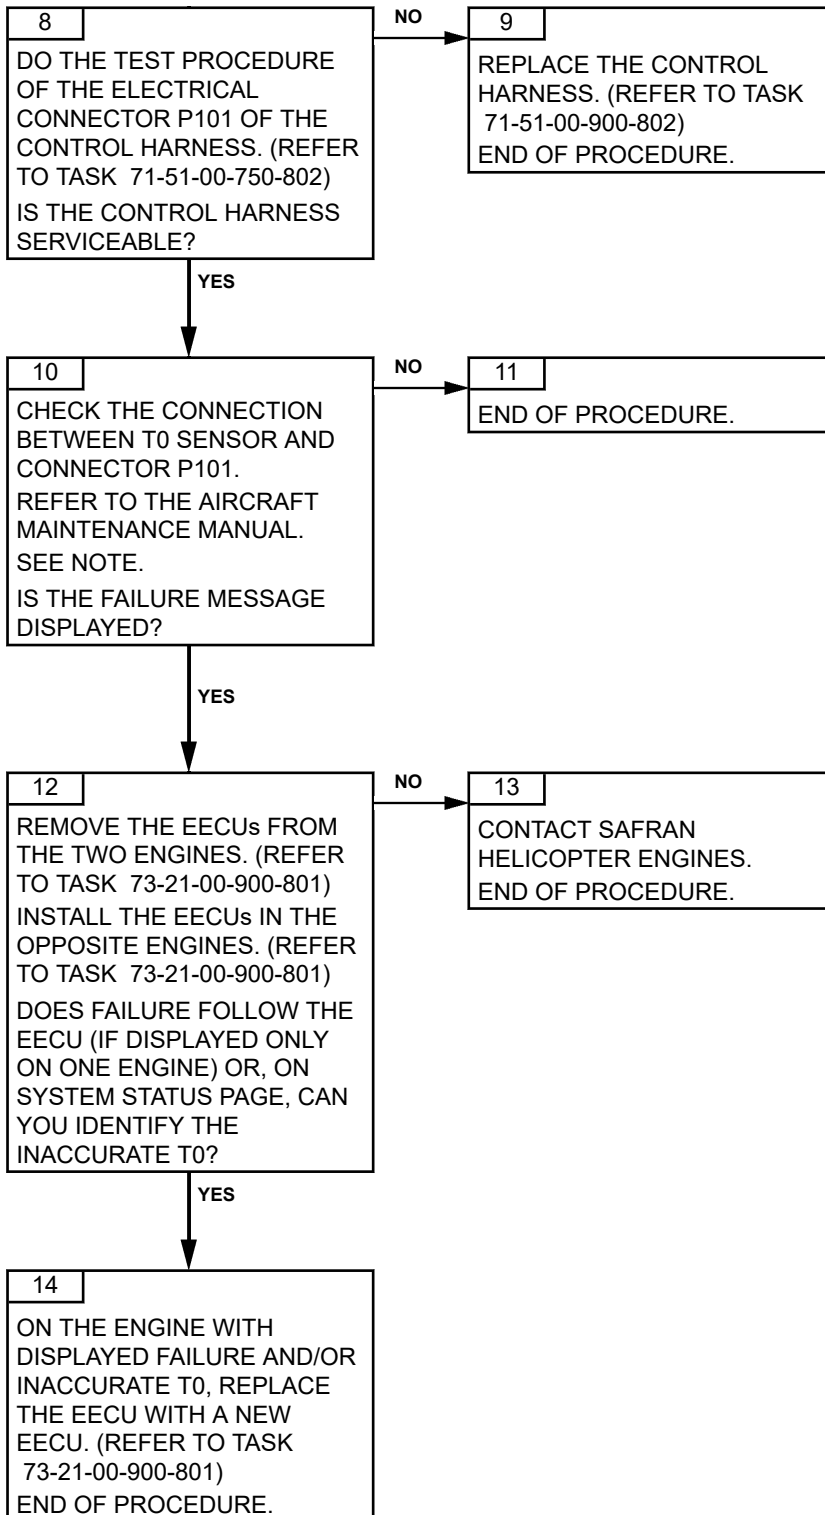 8
DO THE TEST PROCEDURE
OF THE ELECTRICAL
CONNECTOR P101 OF THE
CONTROL HARNESS. (REFER
TO TASK 71-51-00-750-802)
IS THE CONTROL HARNESS
SERVICEABLE?
NO
9
REPLACE THE CONTROL
HARNESS. (REFER TO TASK
71-51-00-900-802)
END OF PROCEDURE.
YES
10
CHECK THE CONNECTION
BETWEEN T0 SENSOR AND
CONNECTOR P101.
REFER TO THE AIRCRAFT
MAINTENANCE MANUAL.
SEE NOTE.
IS THE FAILURE MESSAGE
DISPLAYED?
NO
11
END OF PROCEDURE.
YES
12
REMOVE THE EECUs FROM
THE TWO ENGINES. (REFER
TO TASK 73-21-00-900-801)
INSTALL THE EECUs IN THE
OPPOSITE ENGINES. (REFER
TO TASK 73-21-00-900-801)
DOES FAILURE FOLLOW THE
EECU (IF DISPLAYED ONLY
ON ONE ENGINE) OR, ON
SYSTEM STATUS PAGE, CAN
YOU IDENTIFY THE
INACCURATE T0?
NO
13
CONTACT SAFRAN
HELICOPTER ENGINES.
END OF PROCEDURE.
YES
14
ON THE ENGINE WITH
DISPLAYED FAILURE AND/OR
INACCURATE T0, REPLACE
THE EECU WITH A NEW
EECU. (REFER TO TASK
73-21-00-900-801)
END OF PROCEDURE.